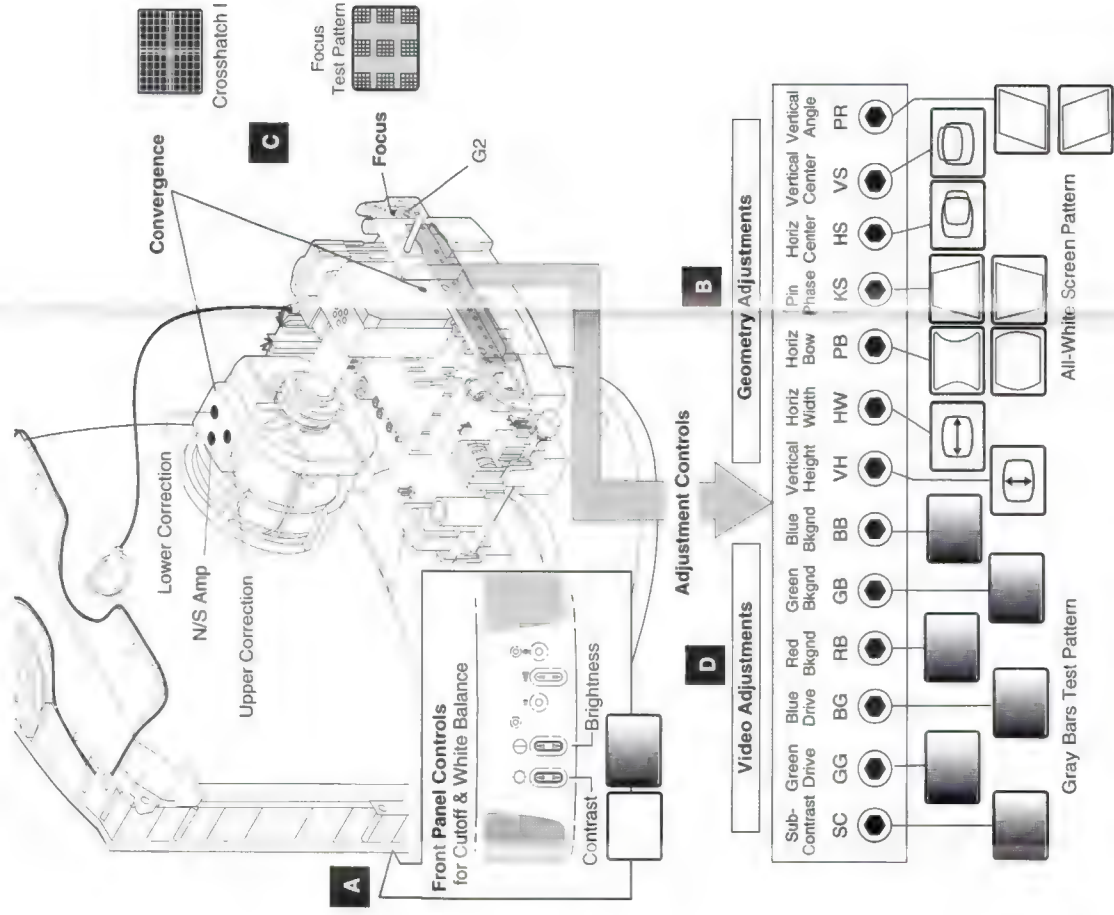 Crosshatch I
Focus
Test Pattern
C
Convergence
Focus
G2
Lower Correction
N/S Amp
Upper Correction
A
Front Panel Controls
for Cutoff & White Balance
Contrast
Brightness
Adjustment Controls
D
Video Adjustments
B
Geometry Adjustments
Sub-
Contrast
SC
Green
Drive
GG
Blue
Drive
BG
Red
Bkgnd
RB
Green
Bkgnd
GB
Blue
Bkgnd
BB
Vertical
Height
VH
Horiz
Width
HW
Horiz
Bow
PB
Pin
Phase
KS
Horiz
Center
HS
Vertical
Center
VS
Vertical
Angle
PR
Gray Bars Test Pattern
All-White Screen Pattern